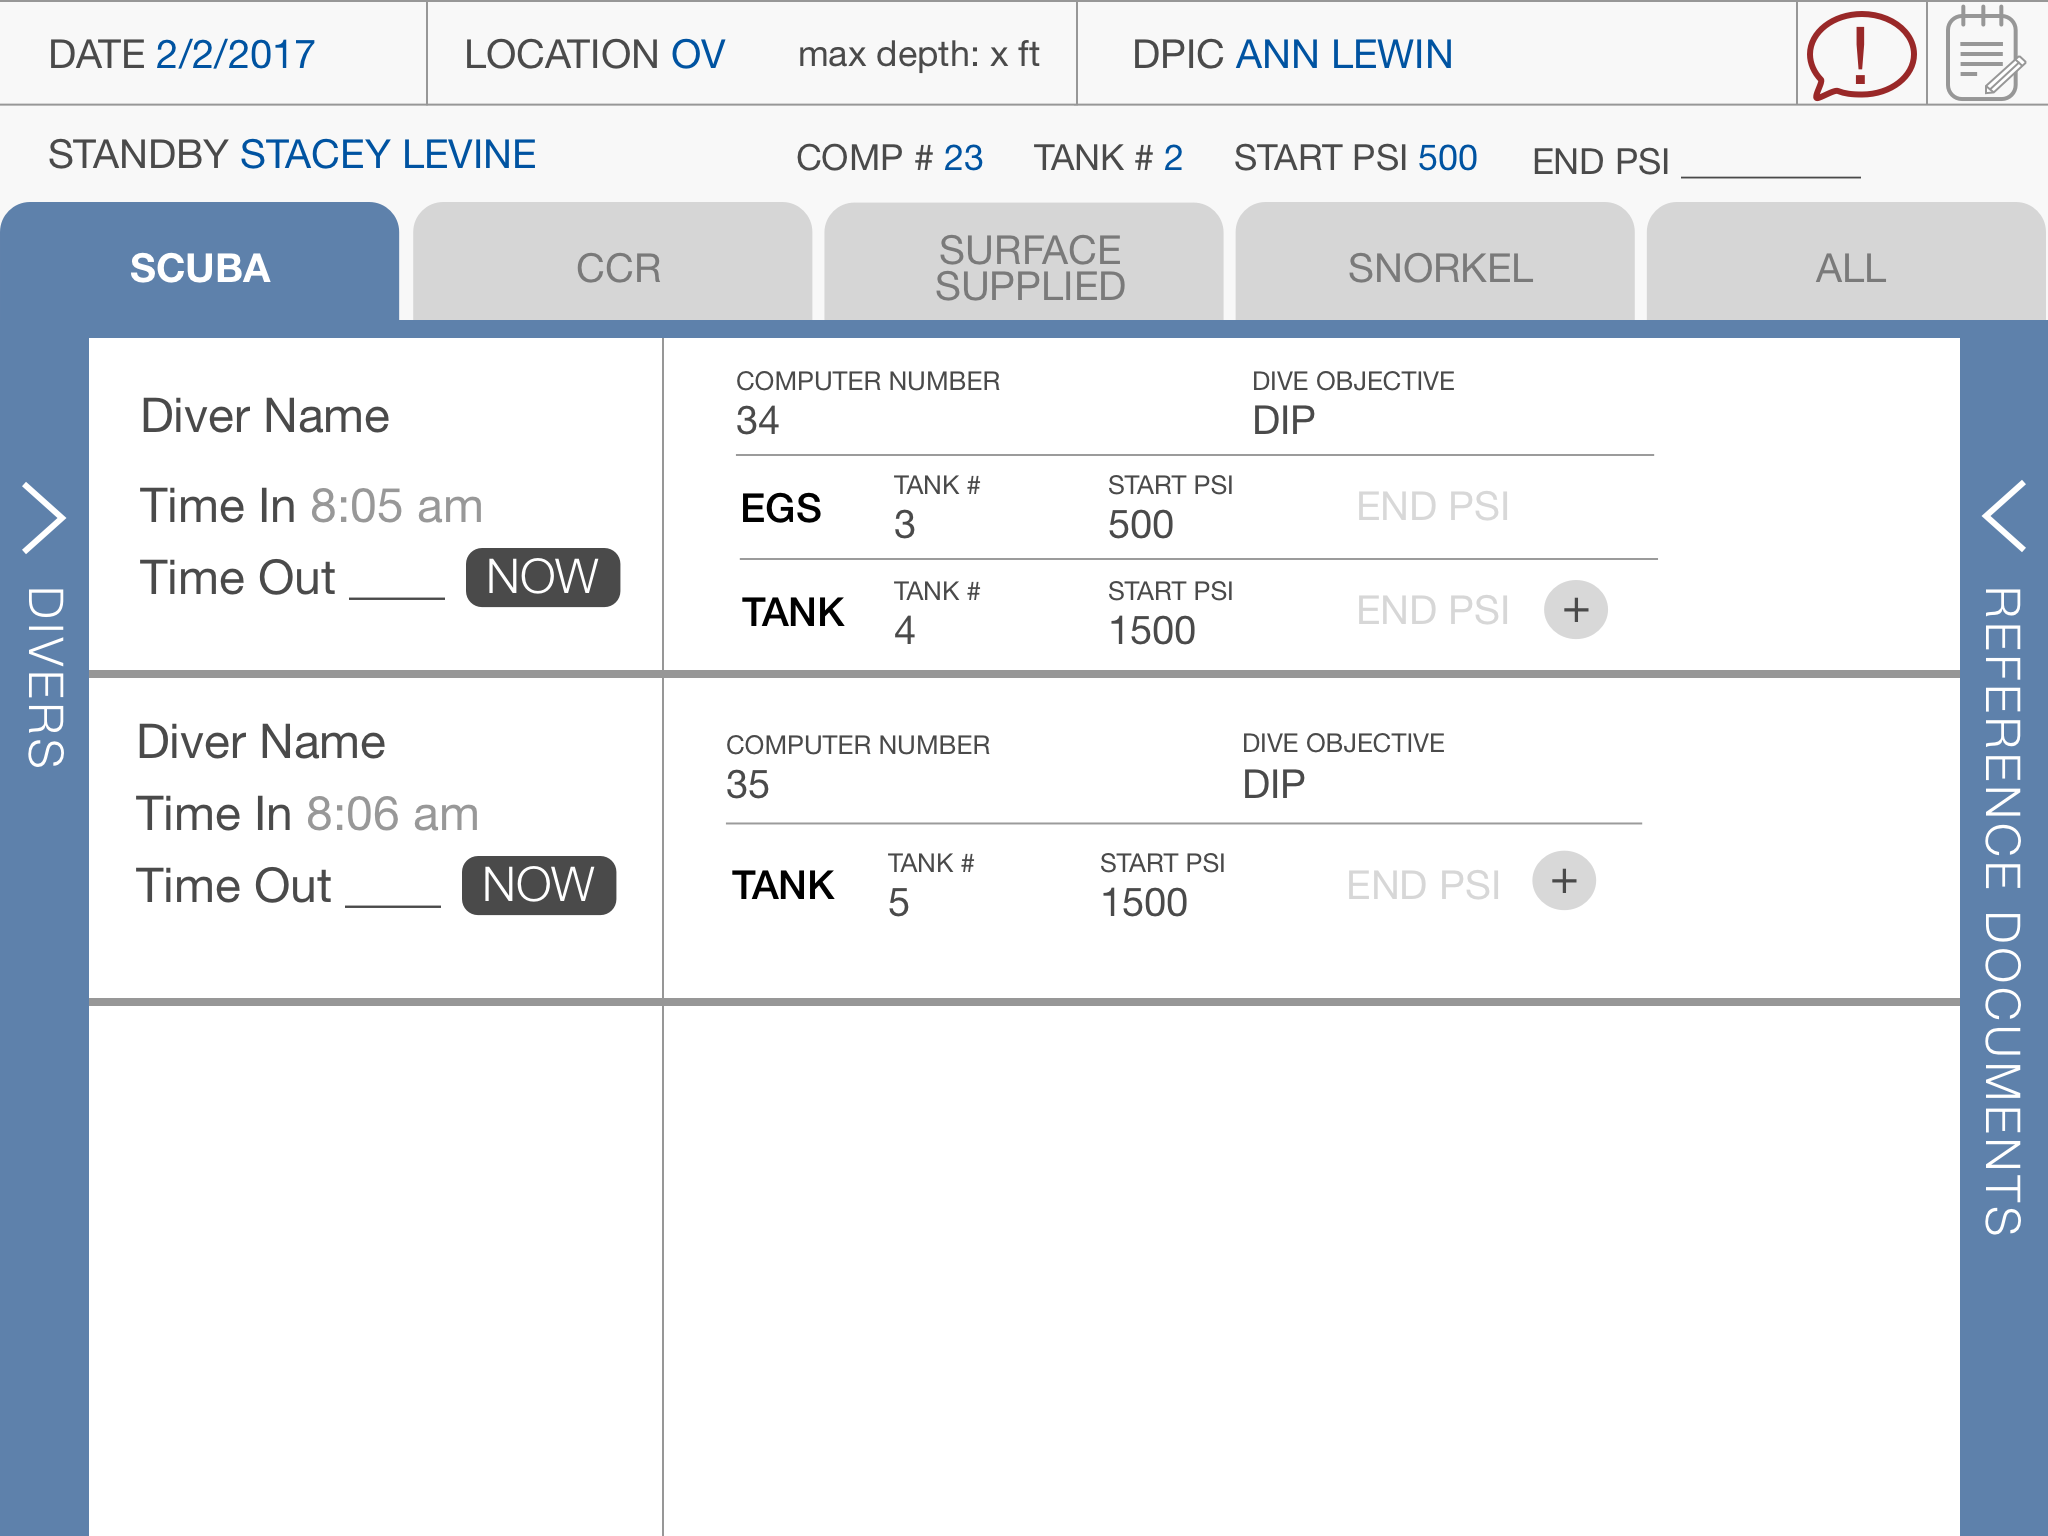 DATE 2/2/2017 LOCATION OV max depth: x ft DPIC ANN LEWIN !
STANDBY STACEY LEVINE COMP # 23 TANK # 2 START PSI 500 END PSI
SCUBA CCR SURFACE SUPPLIED SNORKEL ALL
DIVERS
Diver Name
Time In 8:05 am
Time Out NOW
COMPUTER NUMBER DIVE OBJECTIVE
34 DIP
EGS TANK # START PSI END PSI
3 500
TANK TANK # START PSI END PSI +
4 1500
Diver Name
Time In 8:06 am
Time Out NOW
COMPUTER NUMBER DIVE OBJECTIVE
35 DIP
TANK TANK # START PSI END PSI +
5 1500
REFERENCE DOCUMENTS